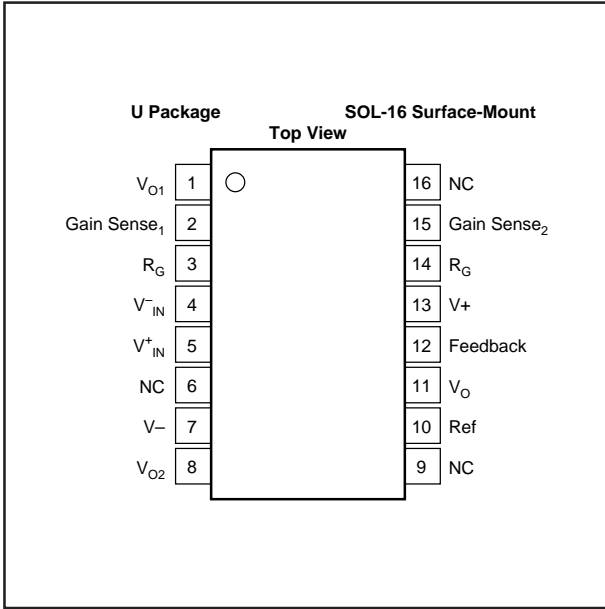 U Package SOL-16 Surface-Mount
Top View
V_O1 1 16 NC
Gain Sense_1 2 15 Gain Sense_2
R_G 3 14 R_G
V^-_IN 4 13 V+
V^+_IN 5 12 Feedback
NC 6 11 V_O
V– 7 10 Ref
V_O2 8 9 NC